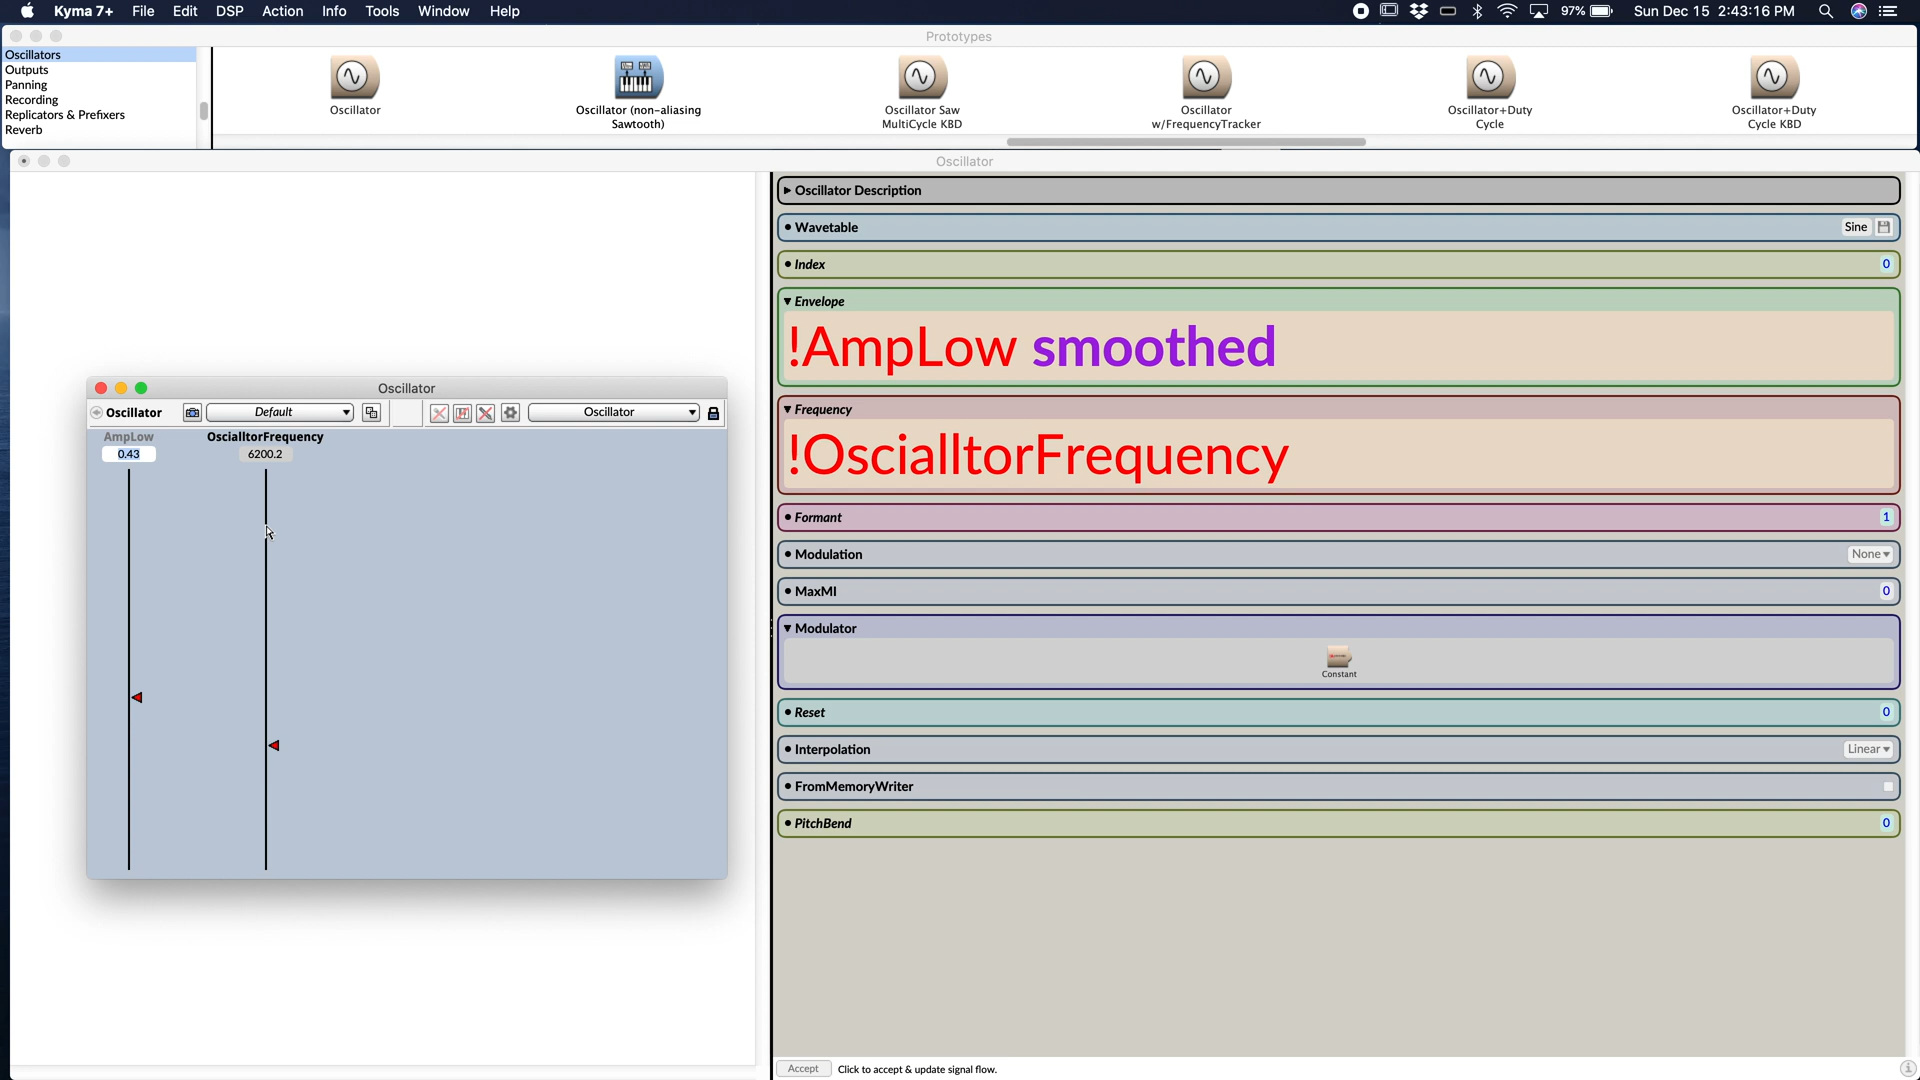 Kyma 7+ File Edit DSP Action Info Tools Window Help 97% Sun Dec 15 2:43:16 PM
Prototypes
Oscillators
Outputs
Panning
Recording
Replicators & Prefixers
Reverb
Oscillator
Oscillator (non-aliasing
Sawtooth)
Oscillator Saw
MultiCycle KBD
Oscillator
w/FrequencyTracker
Oscillator+Duty
Cycle
Oscillator+Duty
Cycle KBD
Oscillator
Oscillator
Oscillator Default Oscillator
AmpLow OscialltorFrequency
0.43 6200.2
Oscillator Description
Wavetable Sine
Index 0
Envelope
!AmpLow smoothed
Frequency
!OscialltorFrequency
Formant 1
Modulation None
MaxMI 0
Modulator
Constant
Reset 0
Interpolation Linear
FromMemoryWriter
PitchBend 0
Accept Click to accept & update signal flow.